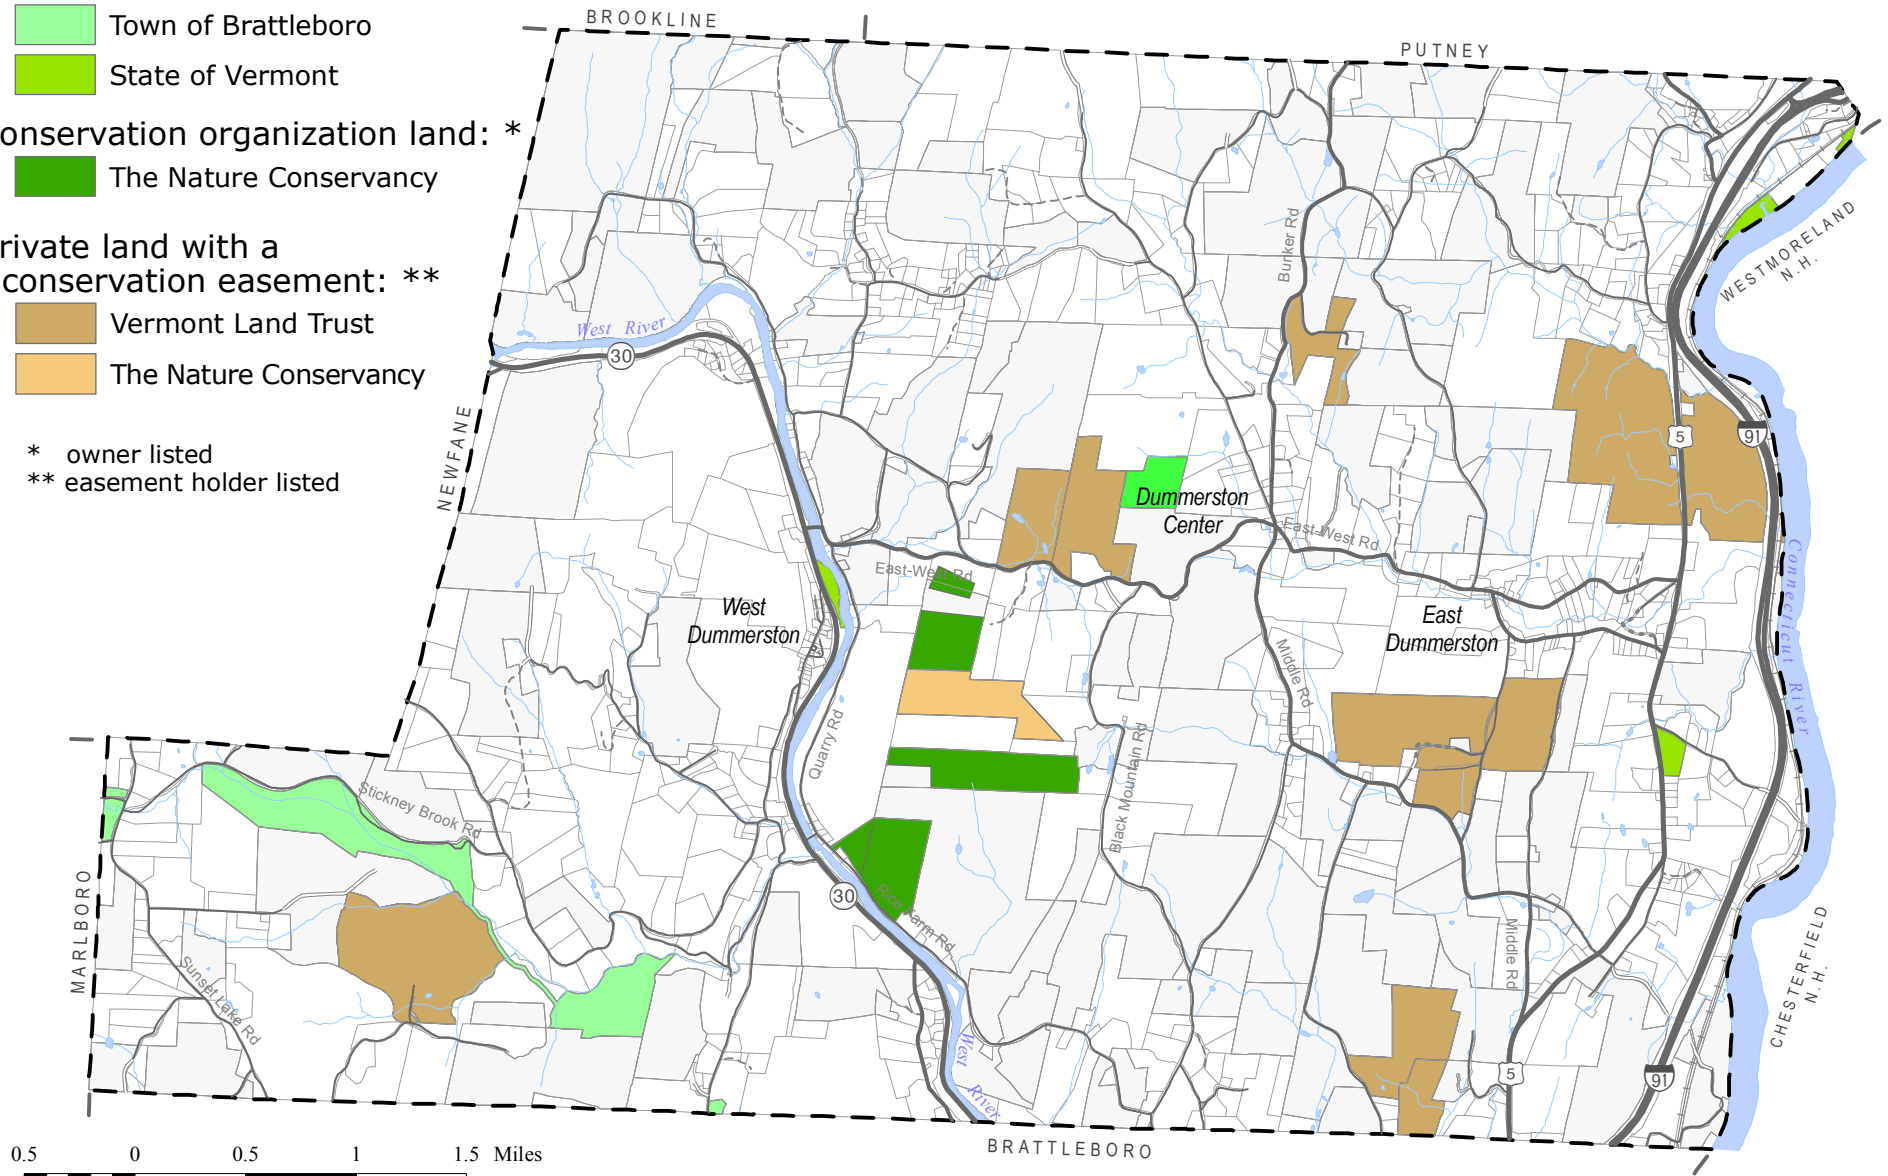 Town of Brattleboro
State of Vermont
onservation organization land: *
The Nature Conservancy
rivate land with a
conservation easement: **
Vermont Land Trust
The Nature Conservancy
* owner listed
** easement holder listed
BROOKLINE
PUTNEY
WESTMORELAND
N.H.
Bunker Rd
West River
30
NEWFANE
5
91
Dummerston
Center
East-West Rd
East-West Rd
Connecticut River
West
Dummerston
East
Dummerston
Middle Rd
Quarry Rd
Black Mountain Rd
Stickney Brook Rd
MARLBORO
30
Rice Farm Rd
Sunset Lake Rd
Middle Rd
CHESTERFIELD
N.H.
West River
5
91
BRATTLEBORO
0.5 0 0.5 1 1.5 Miles